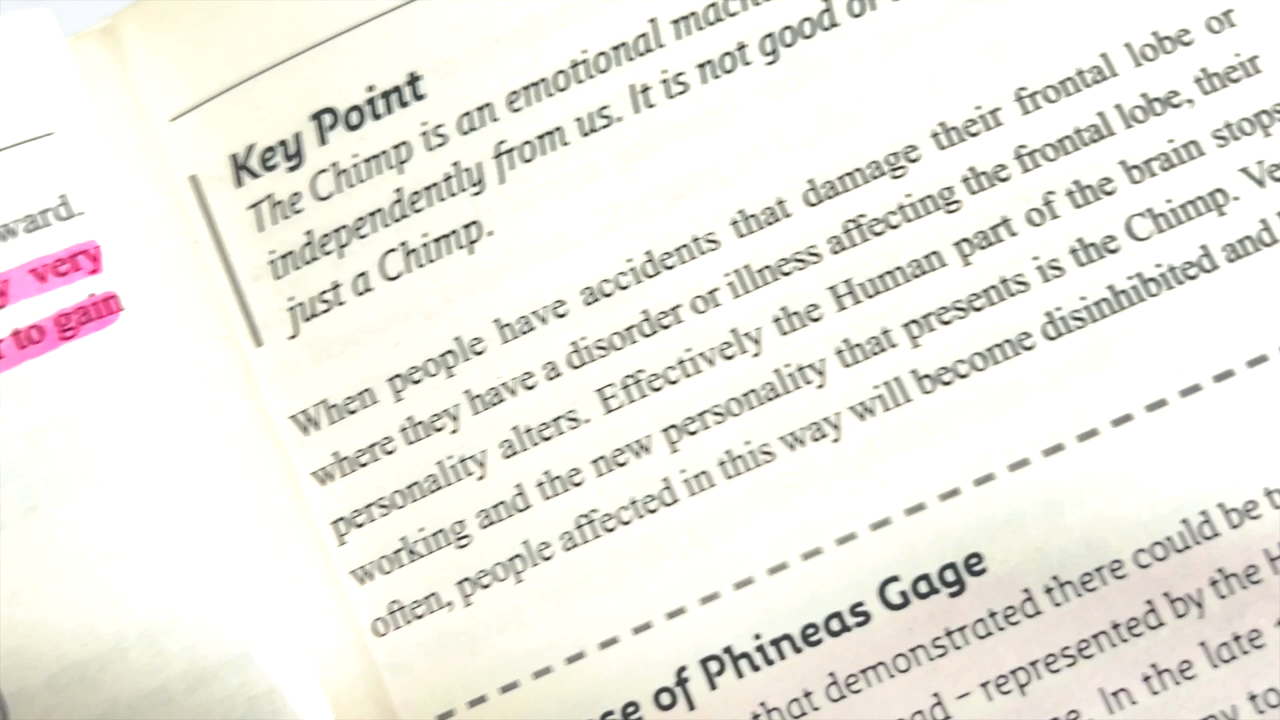 ward.
very
to gain
Key Point
The Chimp is an emotional
independently from us. It is not good or
just a Chimp.
When people have accidents that damage their frontal lobe or
where they have a disorder or illness affecting the frontal lobe, their
personality alters. Effectively the Human part of the brain stops
working and the new personality that presents is the Chimp.
often, people affected in this way will become disinhibited and
of Phineas Gage
that demonstrated there could be
– represented by the
In the late
to